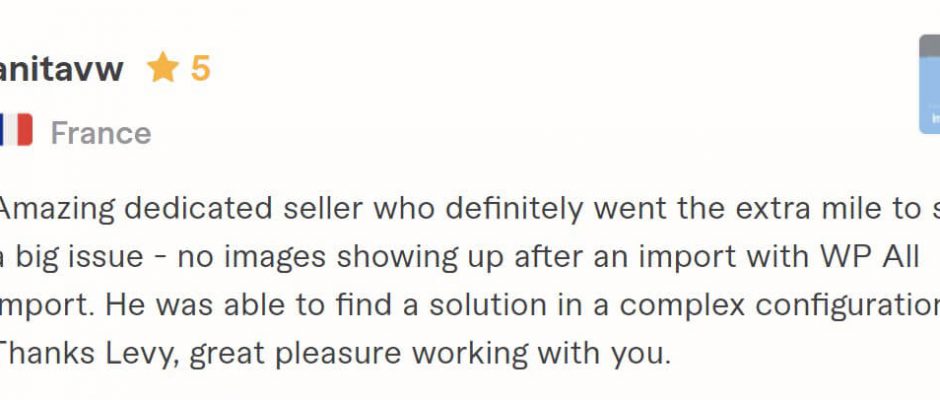 anitavw 5
France
Amazing dedicated seller who definitely went the extra mile to
a big issue - no images showing up after an import with WP All
Import. He was able to find a solution in a complex configuration
Thanks Levy, great pleasure working with you.